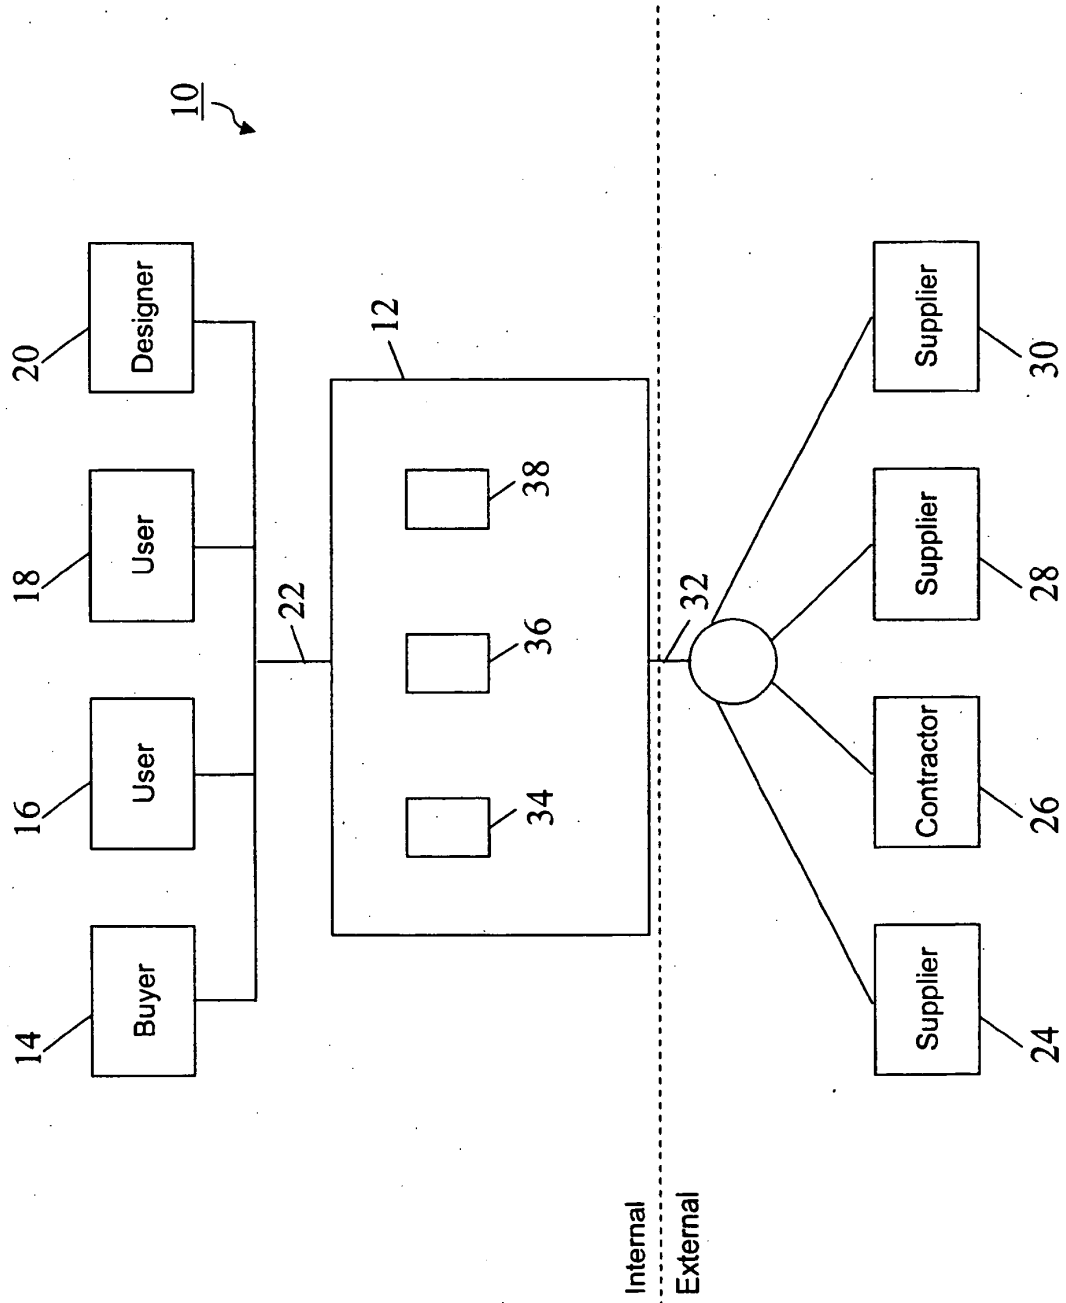 10
14
16
18
20
Buyer
User
User
Designer
22
12
34
36
38
Internal
External
32
Supplier
Contractor
Supplier
Supplier
24
26
28
30